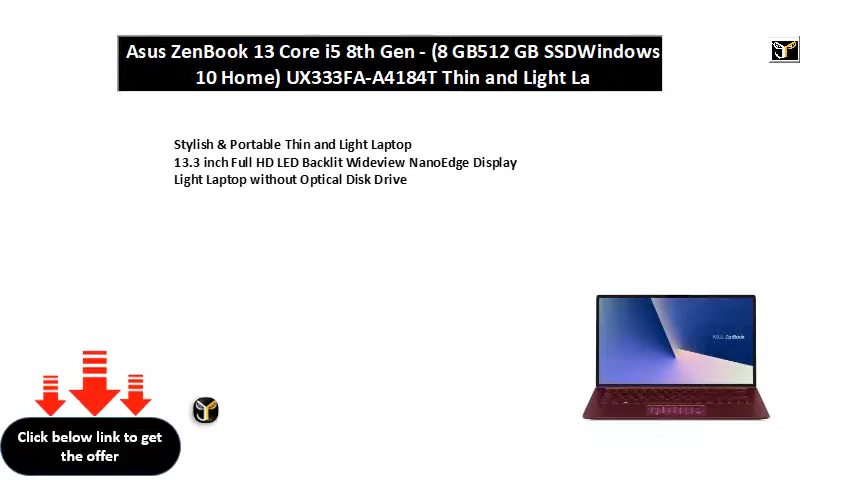 Asus ZenBook 13 Core i5 8th Gen - (8 GB512 GB SSDWindows
10 Home) UX333FA-A4184T Thin and Light La
Stylish & Portable Thin and Light Laptop
13.3 inch Full HD LED Backlit Wideview NanoEdge Display
Light Laptop without Optical Disk Drive
ASUS ZenBook
Click below link to get
the offer